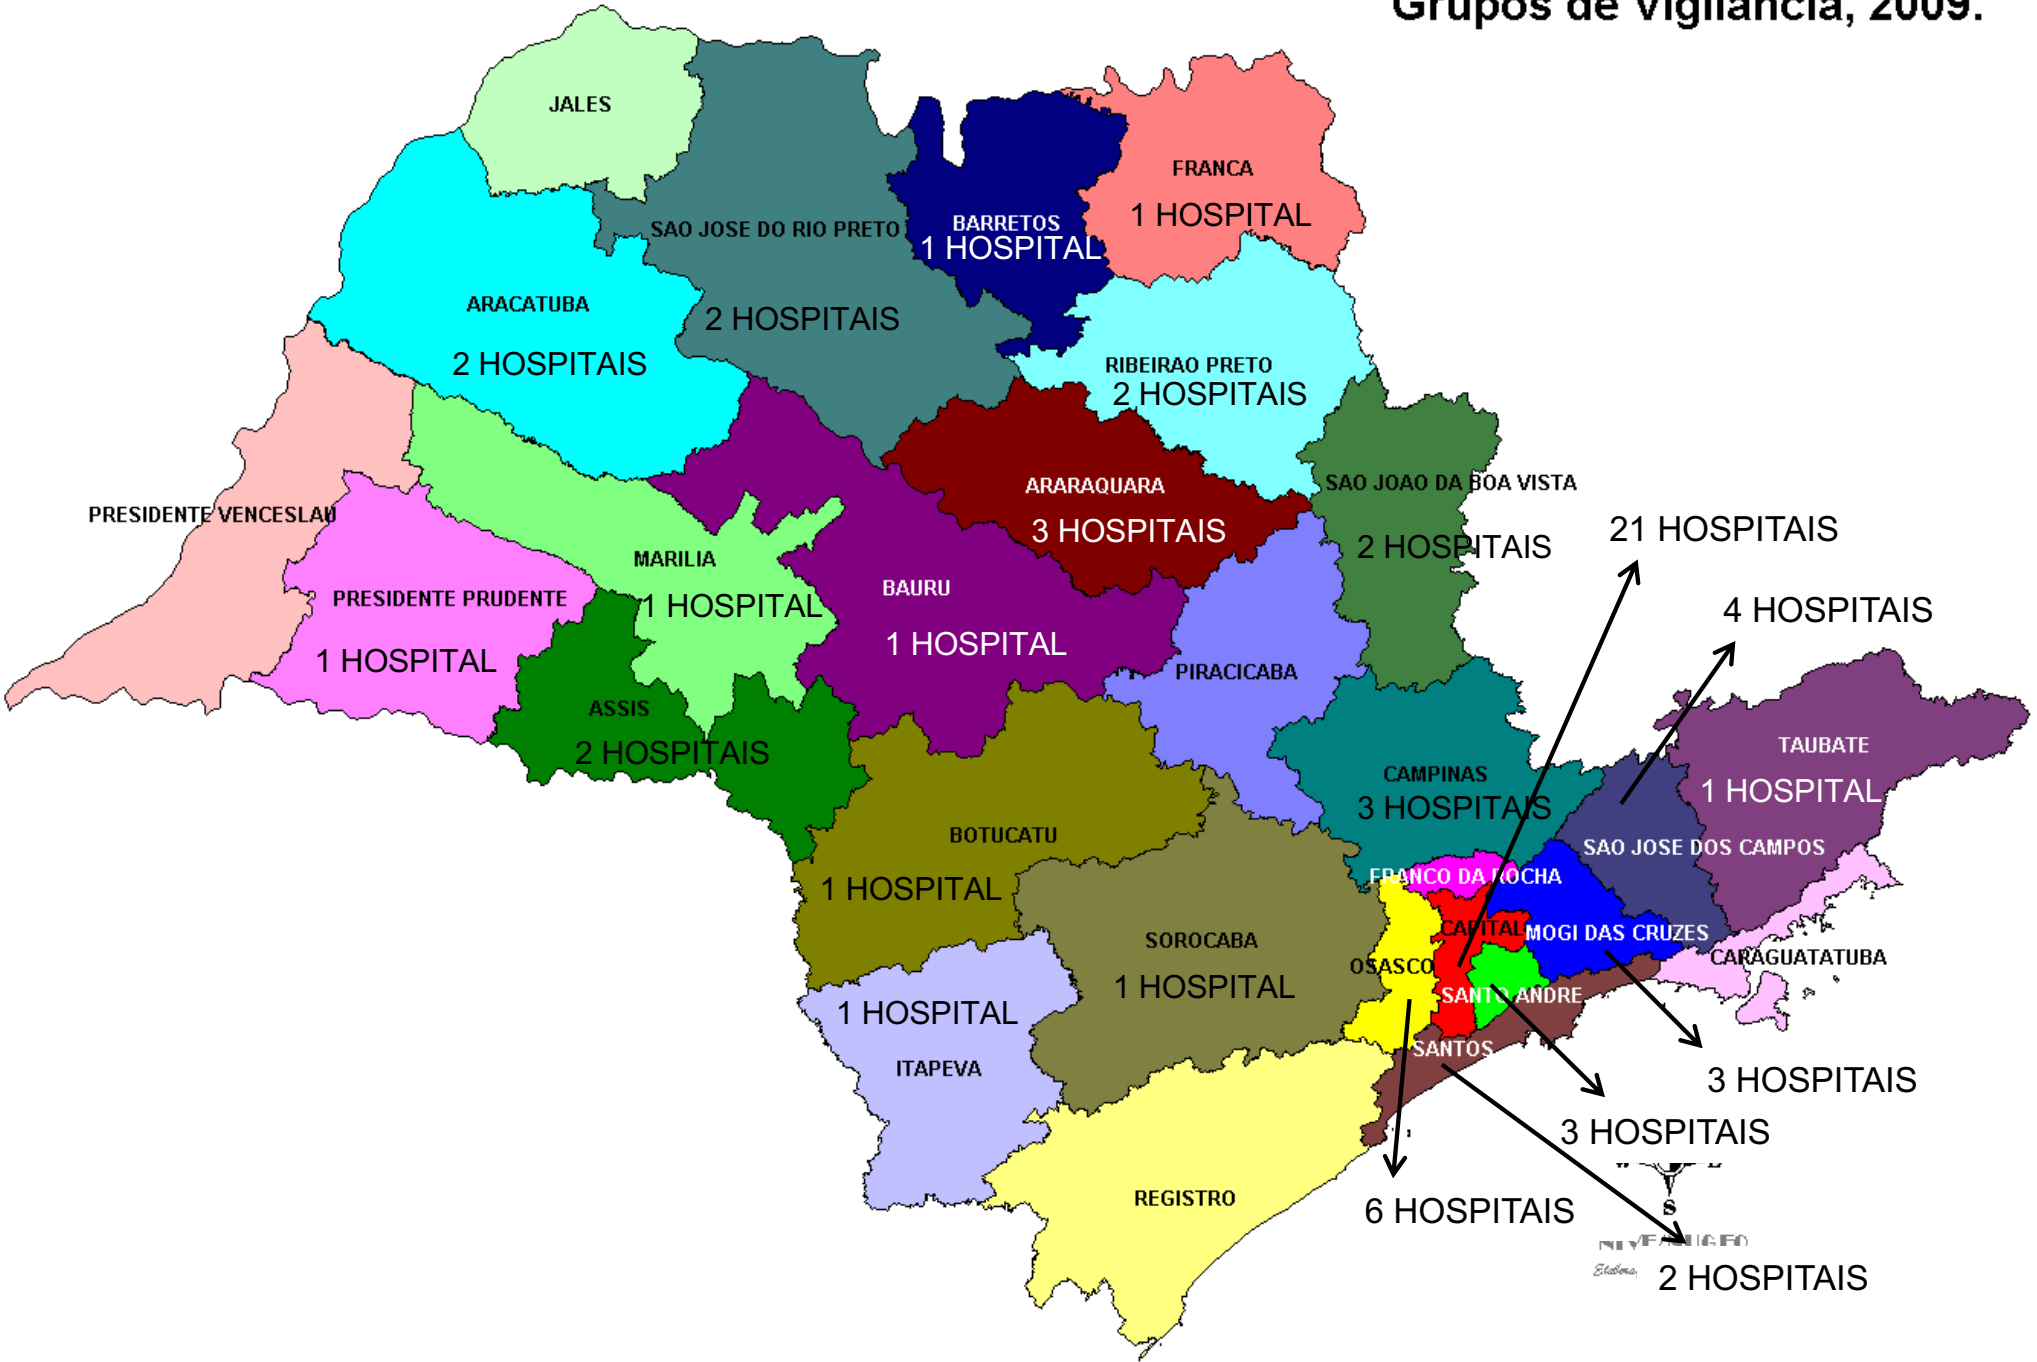 Grupos de Vigilância, 2009.
JALES
SAO JOSE DO RIO PRETO
2 HOSPITAIS
BARRETOS
1 HOSPITAL
FRANCA
1 HOSPITAL
ARACATUBA
2 HOSPITAIS
RIBEIRAO PRETO
2 HOSPITAIS
ARARAQUARA
3 HOSPITAIS
SAO JOAO DA BOA VISTA
2 HOSPITAIS
21 HOSPITAIS
4 HOSPITAIS
PRESIDENTE VENCESLAU
PRESIDENTE PRUDENTE
1 HOSPITAL
MARILIA
1 HOSPITAL
BAURU
1 HOSPITAL
PIRACICABA
ASSIS
2 HOSPITAIS
CAMPINAS
3 HOSPITAIS
TAUBATE
1 HOSPITAL
SAO JOSE DOS CAMPOS
BOTUCATU
1 HOSPITAL
FRANCO DA ROCHA
CAPITAL
MOGI DAS CRUZES
SOROCABA
1 HOSPITAL
OSASCO
SANTO ANDRE
CARAGUATATUBA
1 HOSPITAL
ITAPEVA
SANTOS
3 HOSPITAIS
3 HOSPITAIS
REGISTRO
6 HOSPITAIS
S
2 HOSPITAIS